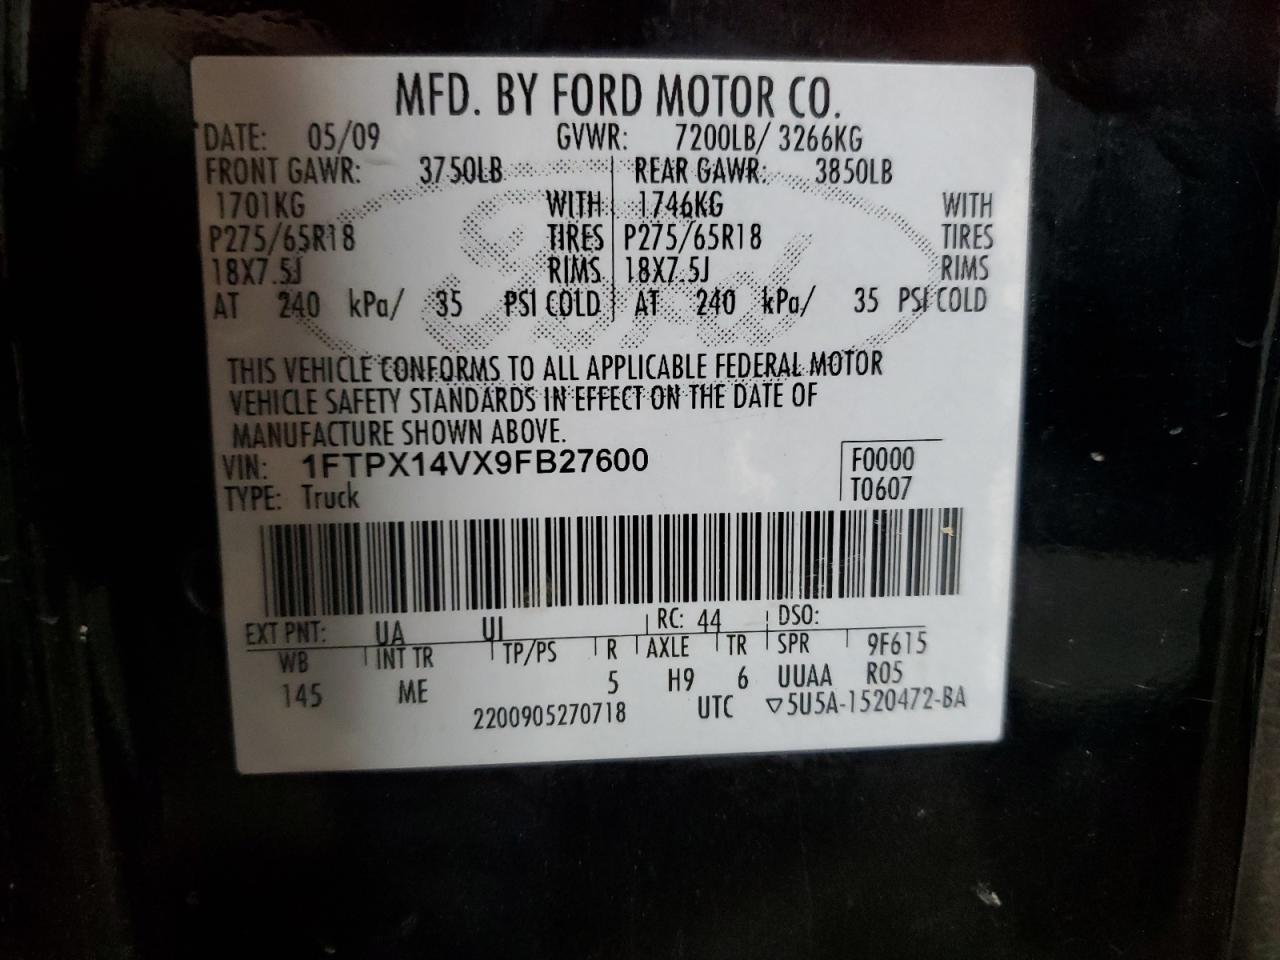 MFD. BY FORD MOTOR CO.
DATE: 05/09 GVWR: 7200LB/ 3266KG
FRONT GAWR: 3750LB REAR GAWR: 3850LB
1701KG WITH 1746KG WITH
P275/65R18 TIRES P275/65R18 TIRES
18X7.5J RIMS 18X7.5J RIMS
AT 240 kPa/ 35 PSI COLD AT 240 kPa/ 35 PSI COLD
THIS VEHICLE CONFORMS TO ALL APPLICABLE FEDERAL MOTOR
VEHICLE SAFETY STANDARDS IN EFFECT ON THE DATE OF
MANUFACTURE SHOWN ABOVE.
VIN: 1FTPX14VX9FB27600 F0000
TYPE: Truck T0607
EXT PNT: UA UI RC: 44 DSO:
WB INT TR TP/PS R AXLE TR SPR 9F615
145 ME 5 H9 6 UUAA R05
2200905270718 UTC ▽5U5A-1520472-BA